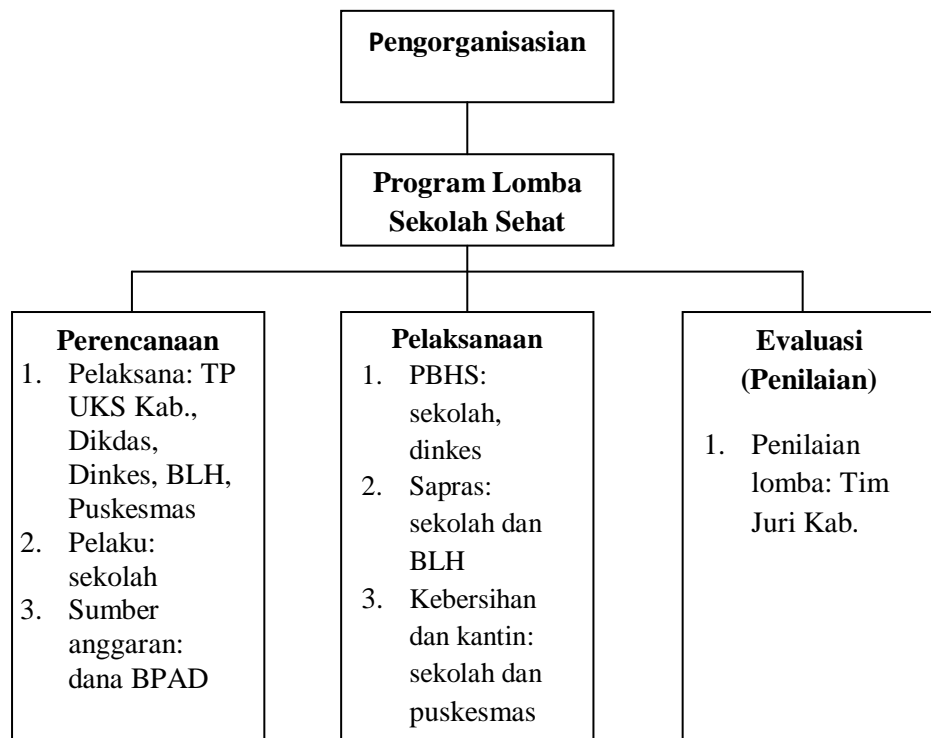 Pengorganisasian
Program Lomba
Sekolah Sehat
Perencanaan
1. Pelaksana: TP
UKS Kab.,
Dikdas,
Dinkes, BLH,
Puskesmas
2. Pelaku:
sekolah
3. Sumber
anggaran:
dana BPAD
Pelaksanaan
1. PBHS:
sekolah,
dinkes
2. Sapras:
sekolah dan
BLH
3. Kebersihan
dan kantin:
sekolah dan
puskesmas
Evaluasi
(Penilaian)
1. Penilaian
lomba: Tim
Juri Kab.